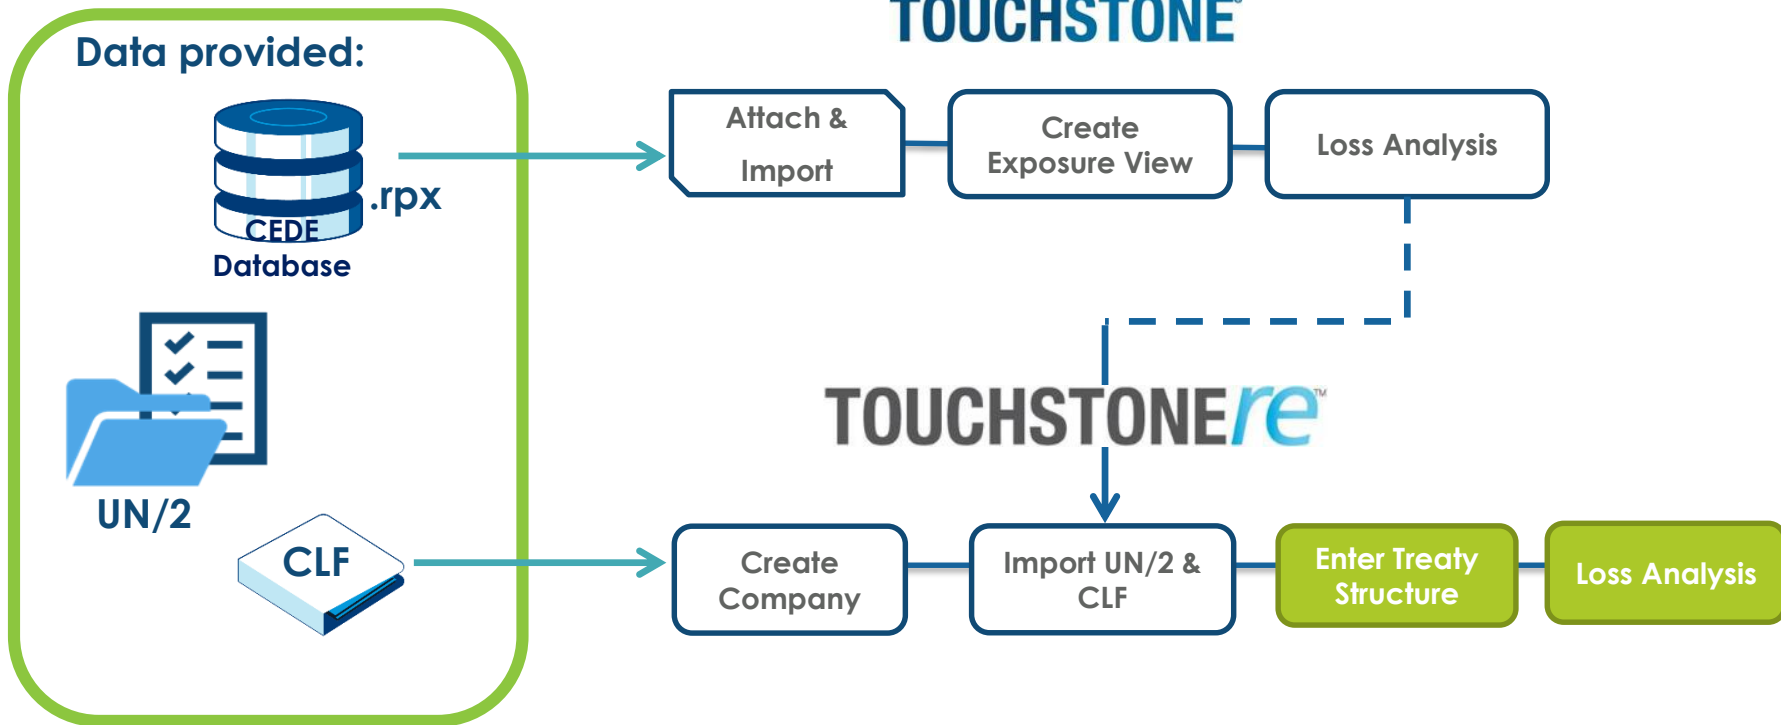 TOUCHSTONE®
Data provided:
.rpx
CEDE
Database
UN/2
CLF
Attach &
Import
Create
Exposure View
Loss Analysis
TOUCHSTONEre™
Create
Company
Import UN/2 &
CLF
Enter Treaty
Structure
Loss Analysis